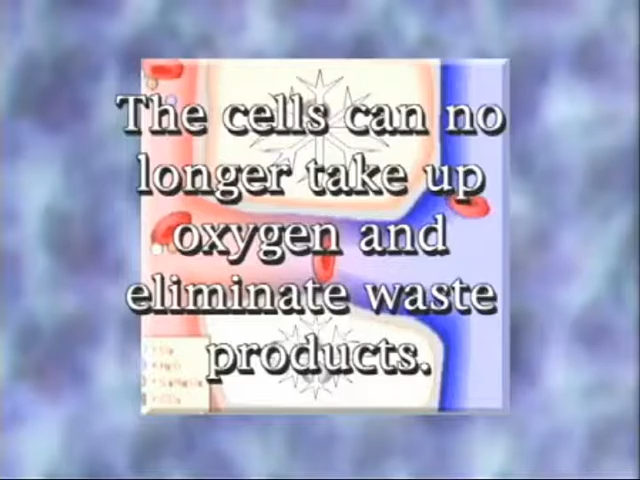 The cells can no
longer take up
oxygen and
eliminate waste
products.